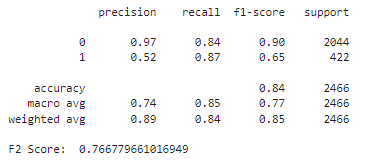 precision recall f1-score support
0 0.97 0.84 0.90 2044
1 0.52 0.87 0.65 422
accuracy 0.84 2466
macro avg 0.74 0.85 0.77 2466
weighted avg 0.89 0.84 0.85 2466
F2 Score: 0.766779661016949